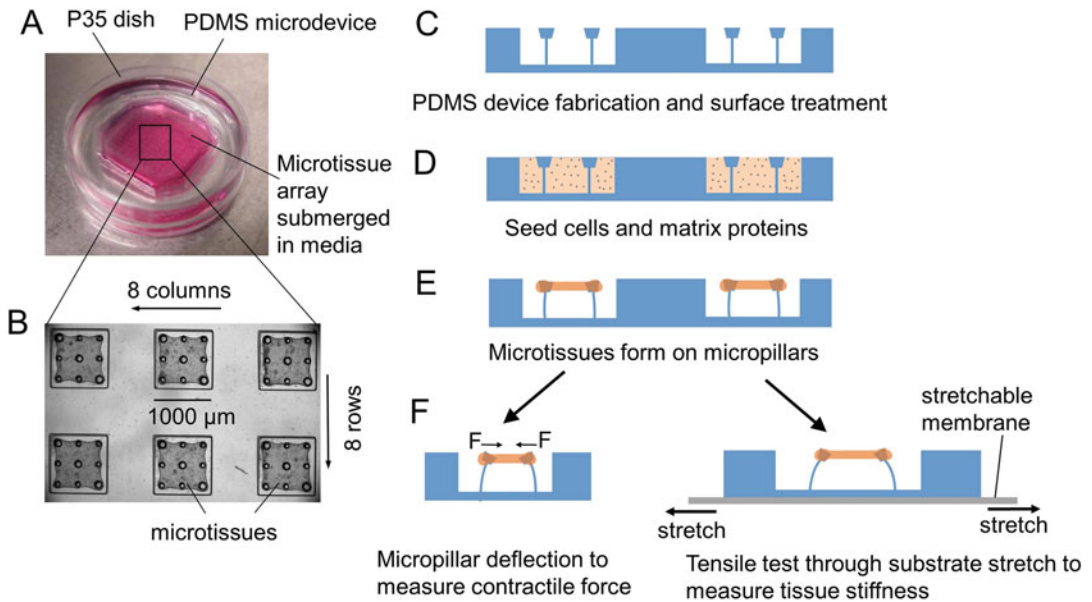 A
P35 dish
PDMS microdevice
Microtissue
array
submerged
in media
B
8 columns
1000 µm
8 rows
microtissues
C
PDMS device fabrication and surface treatment
D
Seed cells and matrix proteins
E
Microtissues form on micropillars
F
F
F
Micropillar deflection to
measure contractile force
stretchable
membrane
stretch
stretch
Tensile test through substrate stretch to
measure tissue stiffness